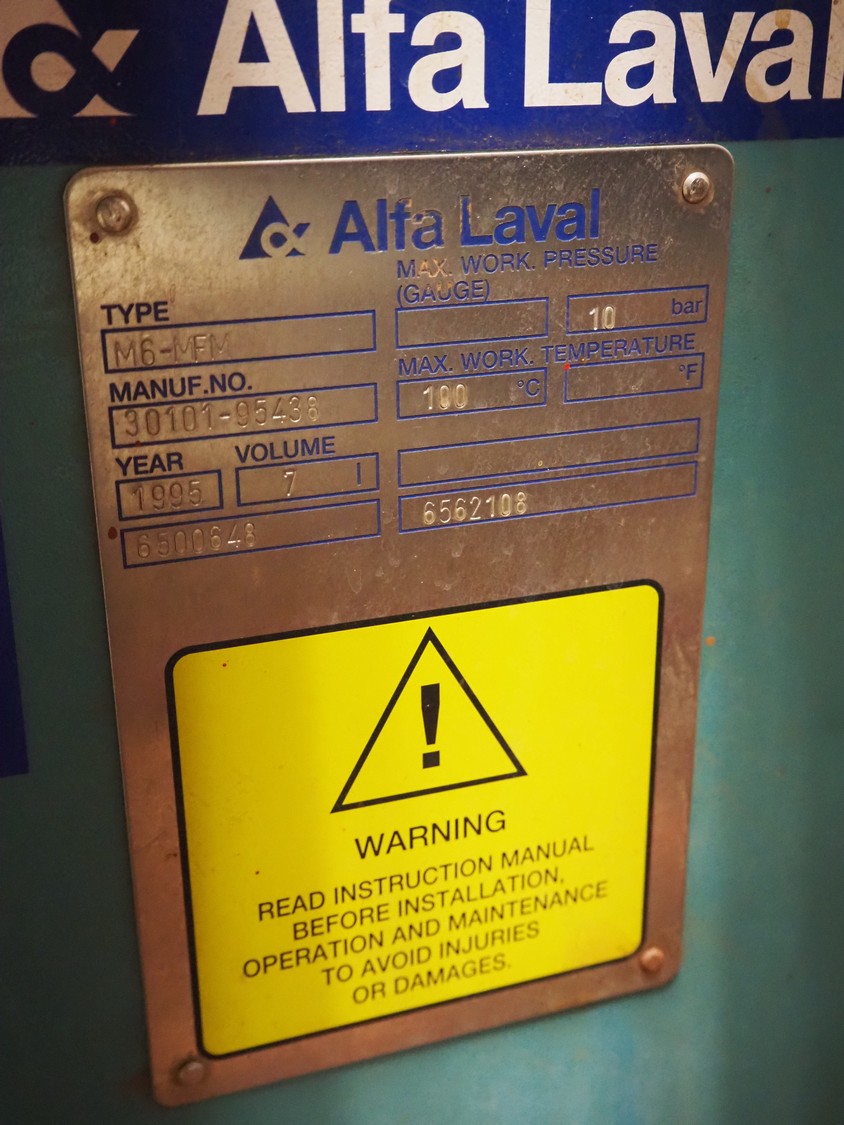 Alfa Laval
Alfa Laval
MAX. WORK. PRESSURE
(GAUGE)
TYPE
M6-MFM
10 bar
MAX. WORK. TEMPERATURE
100 °C °F
MANUF.NO.
30101-95438
YEAR VOLUME
1995 7 l
6500648
6562108
WARNING
READ INSTRUCTION MANUAL
BEFORE INSTALLATION,
OPERATION AND MAINTENANCE
TO AVOID INJURIES
OR DAMAGES.